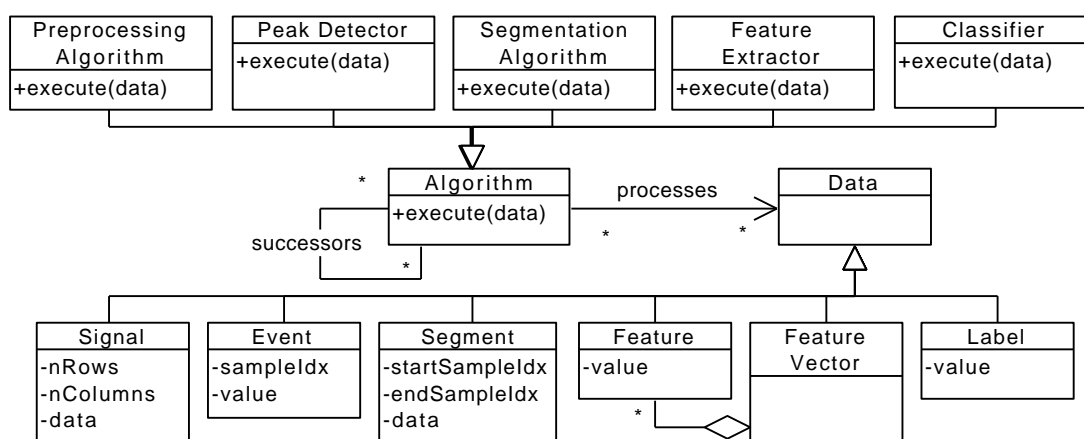 Preprocessing
Algorithm
+execute(data)
Peak Detector
+execute(data)
Segmentation
Algorithm
+execute(data)
Feature
Extractor
+execute(data)
Classifier
+execute(data)
*
Algorithm
+execute(data)
processes
*
*
Data
successors
*
Signal
-nRows
-nColumns
-data
Event
-sampleIdx
-value
Segment
-startSampleIdx
-endSampleIdx
-data
Feature
-value
*
Feature
Vector
Label
-value